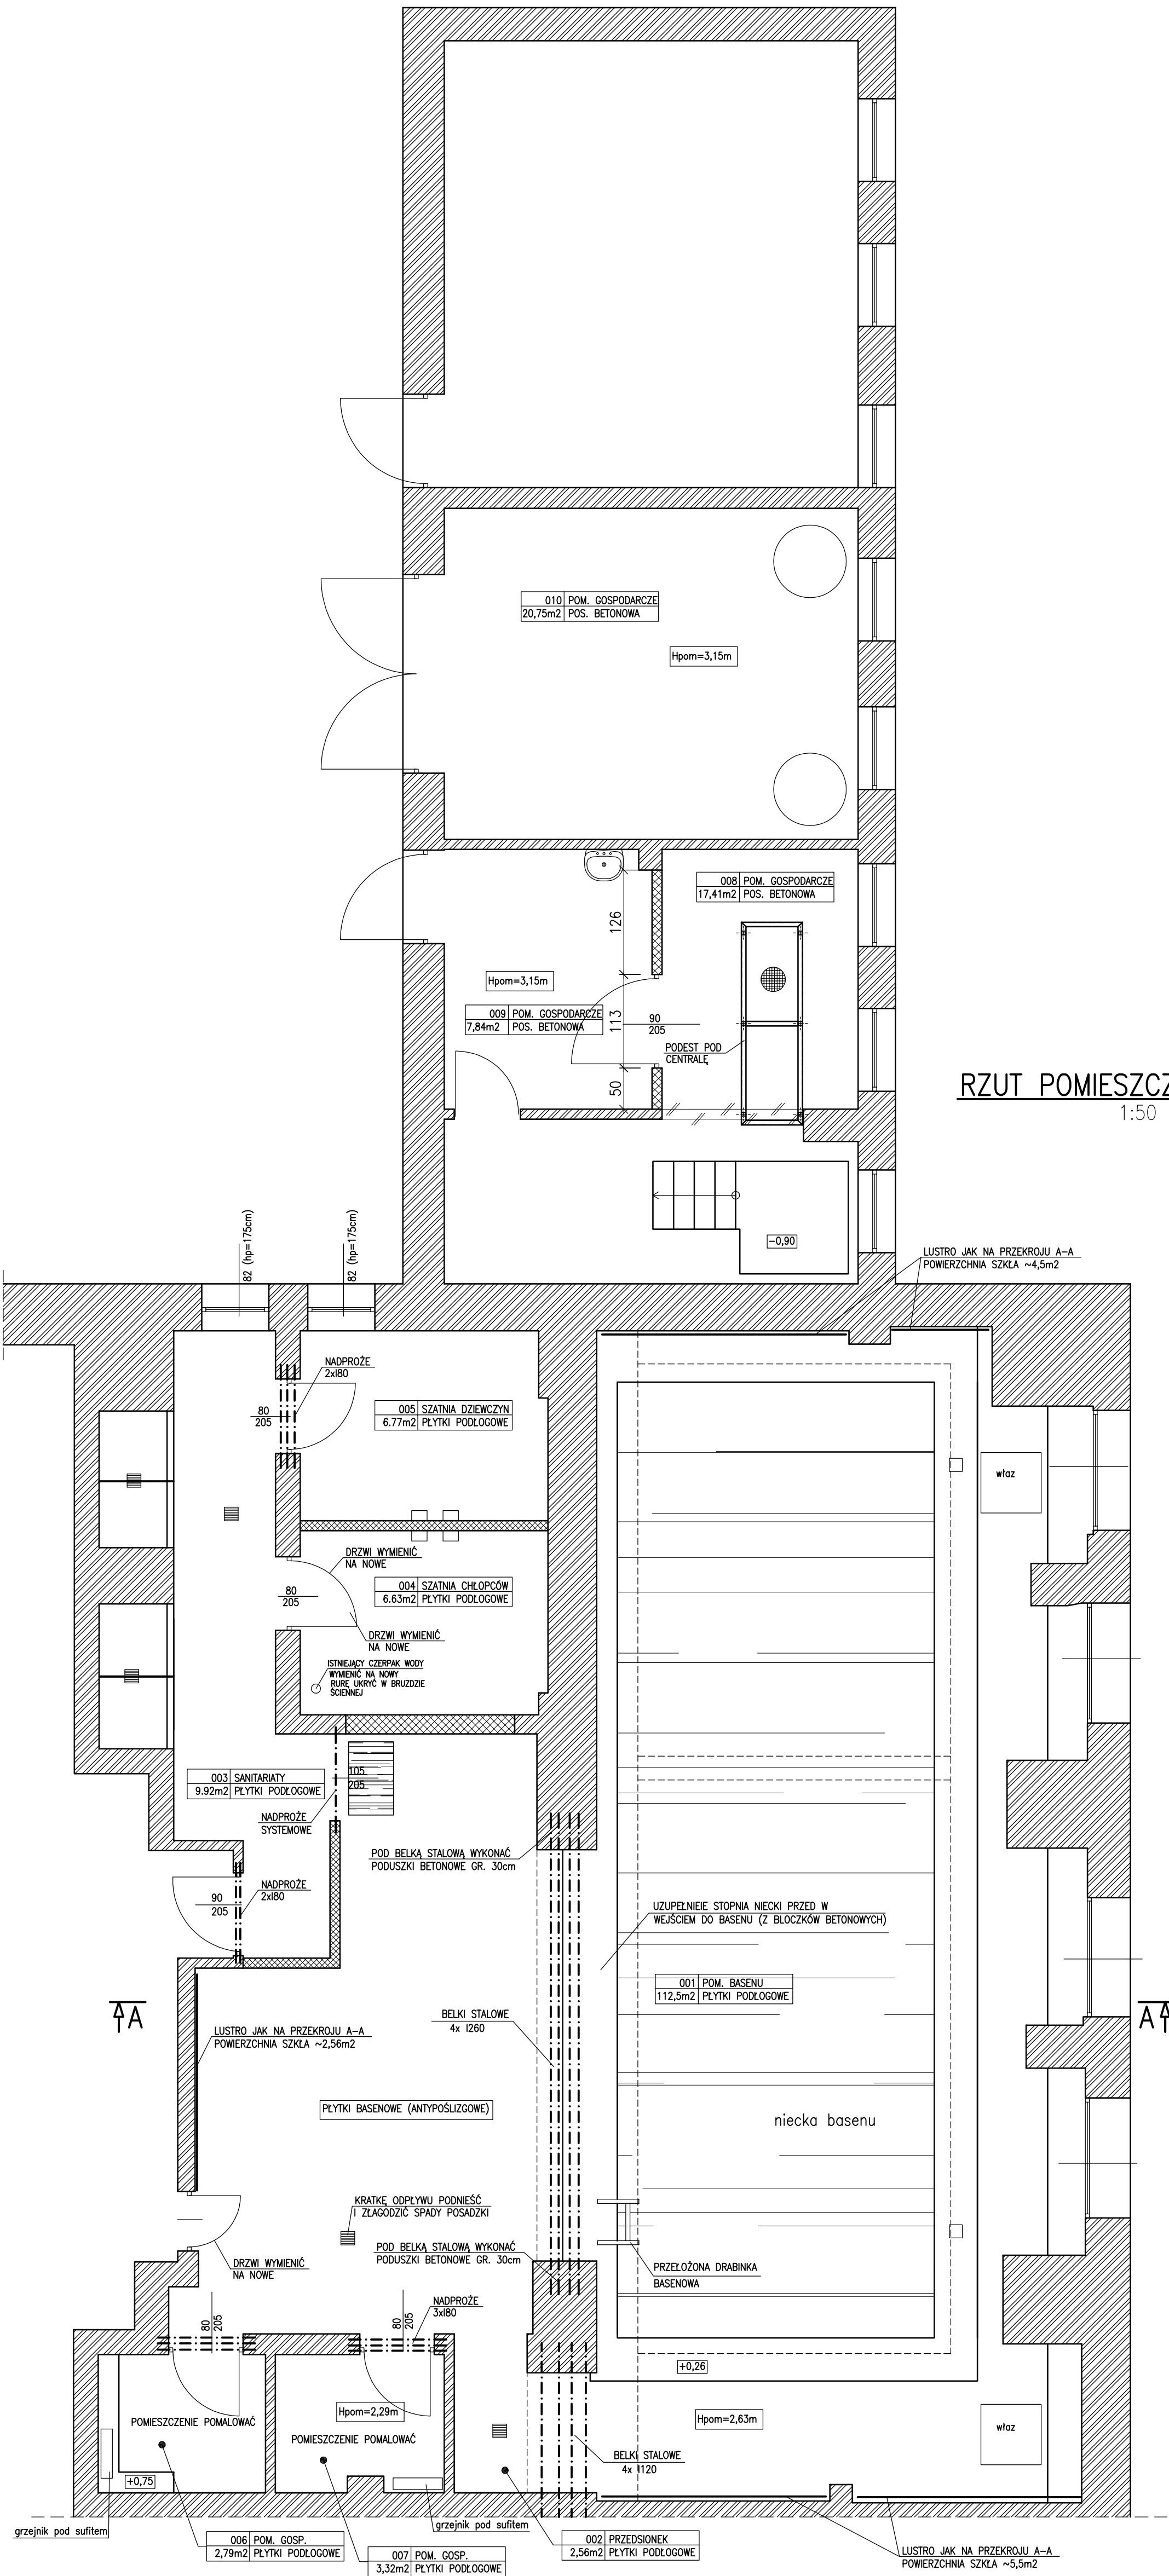 010 POM. GOSPODARCZE
20,75m2 POS. BETONOWA
Hpom=3,15m
008 POM. GOSPODARCZE
17,41m2 POS. BETONOWA
126
Hpom=3,15m
009 POM. GOSPODARCZE
7,84m2 POS. BETONOWA
113
90
205
PODEST POD
CENTRALĘ
50
RZUT POMIESZCZ
1:50
-0,90
82 (hp=175cm)
82 (hp=175cm)
LUSTRO JAK NA PRZEKROJU A-A
POWIERZCHNIA SZKŁA ~4,5m2
NADPROŻE
2xI80
80
205
005 SZATNIA DZIEWCZYN
6.77m2 PŁYTKI PODŁOGOWE
właz
DRZWI WYMIENIĆ
NA NOWE
80
205
004 SZATNIA CHŁOPCÓW
6.63m2 PŁYTKI PODŁOGOWE
DRZWI WYMIENIĆ
NA NOWE
ISTNIEJĄCY CZERPAK WODY
WYMIENIĆ NA NOWY
RURĘ UKRYĆ W BRUZDZIE
ŚCIENNEJ
003 SANITARIATY
9.92m2 PŁYTKI PODŁOGOWE
105
205
NADPROŻE
SYSTEMOWE
POD BELKĄ STALOWĄ WYKONAĆ
PODUSZKI BETONOWE GR. 30cm
NADPROŻE
2xI80
90
205
UZUPEŁNIEIE STOPNIA NIECKI PRZED W
WEJŚCIEM DO BASENU (Z BLOCZKÓW BETONOWYCH)
001 POM. BASENU
112,5m2 PŁYTKI PODŁOGOWE
A
A
BELKI STALOWE
4x I260
LUSTRO JAK NA PRZEKROJU A-A
POWIERZCHNIA SZKŁA ~2,56m2
PŁYTKI BASENOWE (ANTYPOŚLIZGOWE)
niecka basenu
KRATKĘ ODPŁYWU PODNIEŚĆ
I ZŁAGODZIĆ SPADY POSADZKI
POD BELKĄ STALOWĄ WYKONAĆ
PODUSZKI BETONOWE GR. 30cm
DRZWI WYMIENIĆ
NA NOWE
PRZEŁOŻONA DRABINKA
BASENOWA
80
205
80
205
NADPROŻE
3xI80
+0,26
Hpom=2,29m
Hpom=2,63m
POMIESZCZENIE POMALOWAĆ
POMIESZCZENIE POMALOWAĆ
właz
BELKI STALOWE
4x I120
+0,75
grzejnik pod sufitem
grzejnik pod sufitem
006 POM. GOSP.
2,79m2 PŁYTKI PODŁOGOWE
007 POM. GOSP.
3,32m2 PŁYTKI PODŁOGOWE
002 PRZEDSIONEK
2,56m2 PŁYTKI PODŁOGOWE
LUSTRO JAK NA PRZEKROJU A-A
POWIERZCHNIA SZKŁA ~5,5m2